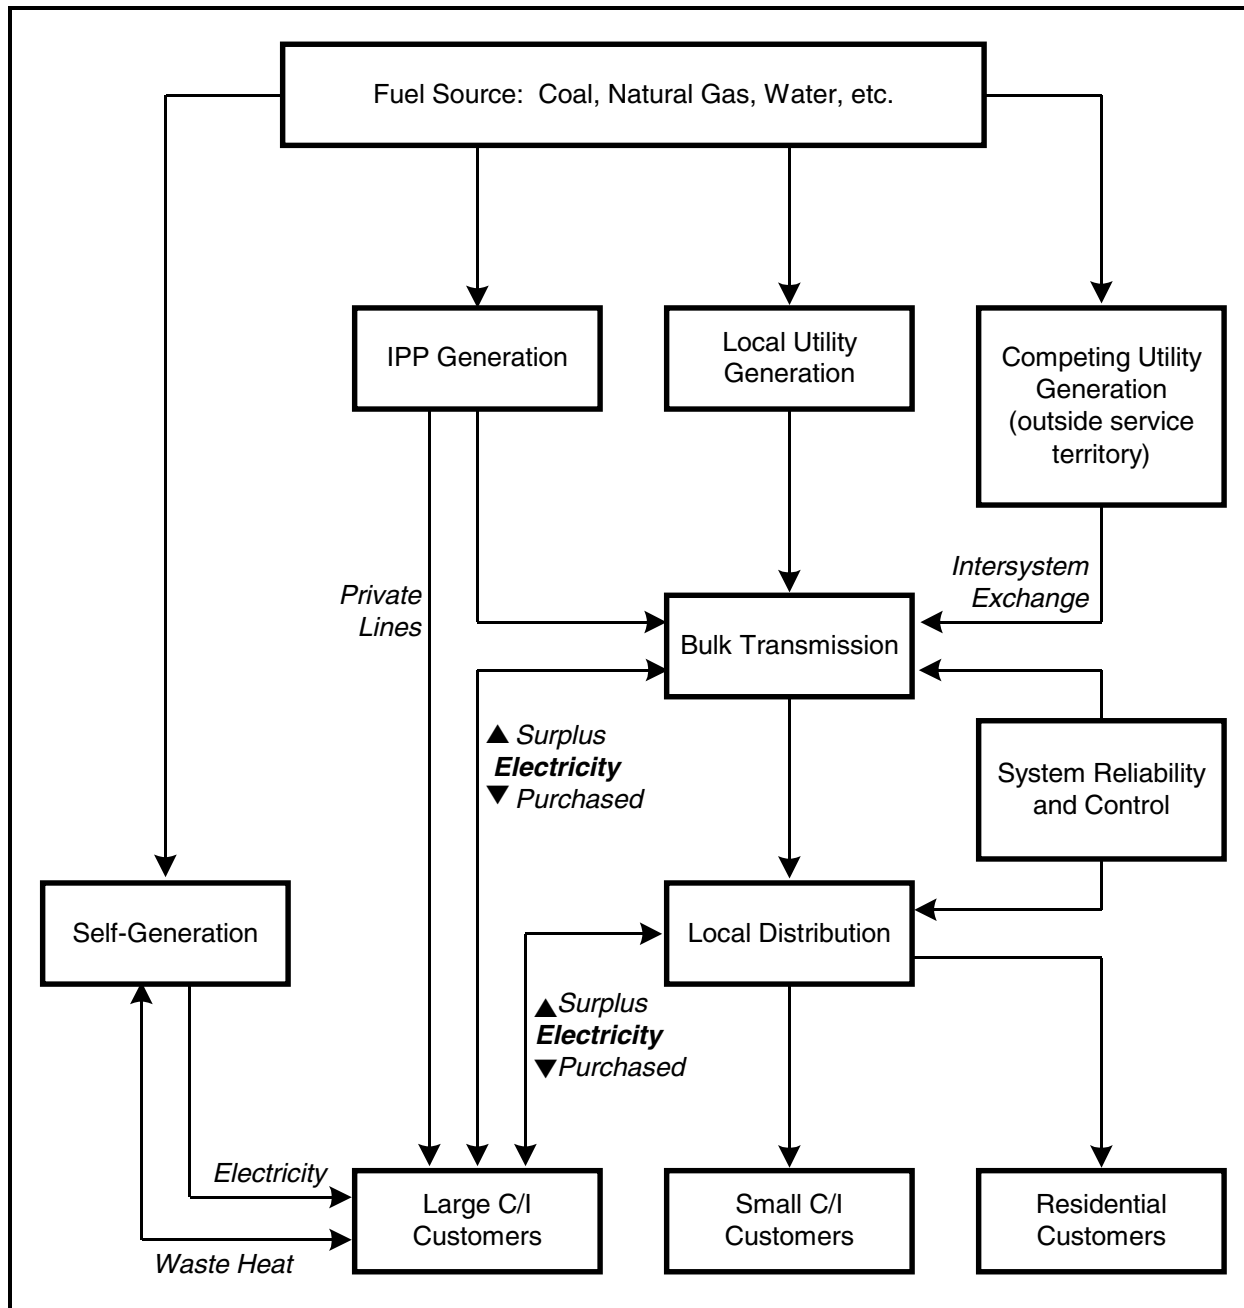 Fuel Source:  Coal, Natural Gas, Water, etc.
IPP Generation
Local Utility
Generation
Competing Utility
Generation
(outside service
territory)
Private
Lines
Intersystem
Exchange
Bulk Transmission
▲ Surplus
Electricity
▼ Purchased
System Reliability
and Control
Self-Generation
Local Distribution
▲Surplus
Electricity
▼Purchased
Electricity
Waste Heat
Large C/I
Customers
Small C/I
Customers
Residential
Customers